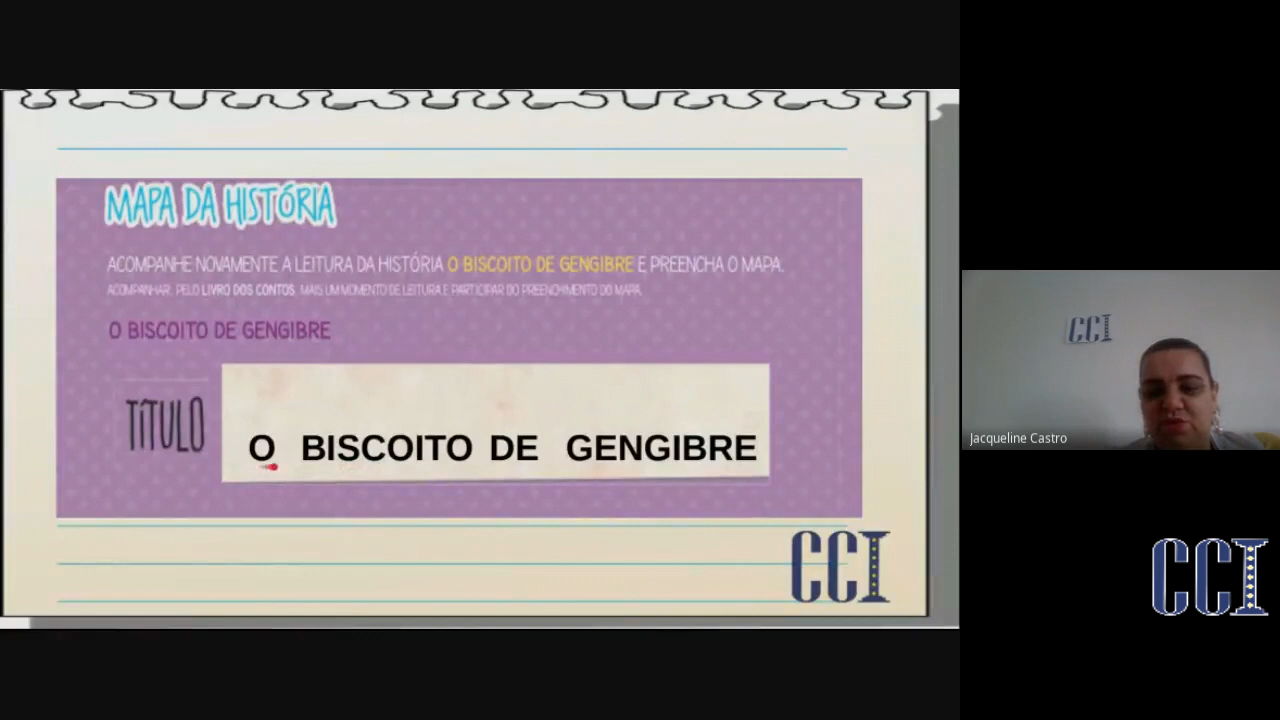 MAPA DA HISTÓRIA
ACOMPANHE NOVAMENTE A LEITURA DA HISTÓRIA O BISCOITO DE GENGIBRE E PREENCHA O MAPA.
ACOMPANHAR, PELO LIVRO DOS CONTOS, MAIS UM MOMENTO DE LEITURA E PARTICIPAR DO PREENCHIMENTO DO MAPA.
O BISCOITO DE GENGIBRE
TÍTULO
O BISCOITO DE GENGIBRE
CCI
CCI
Jacqueline Castro
CCI